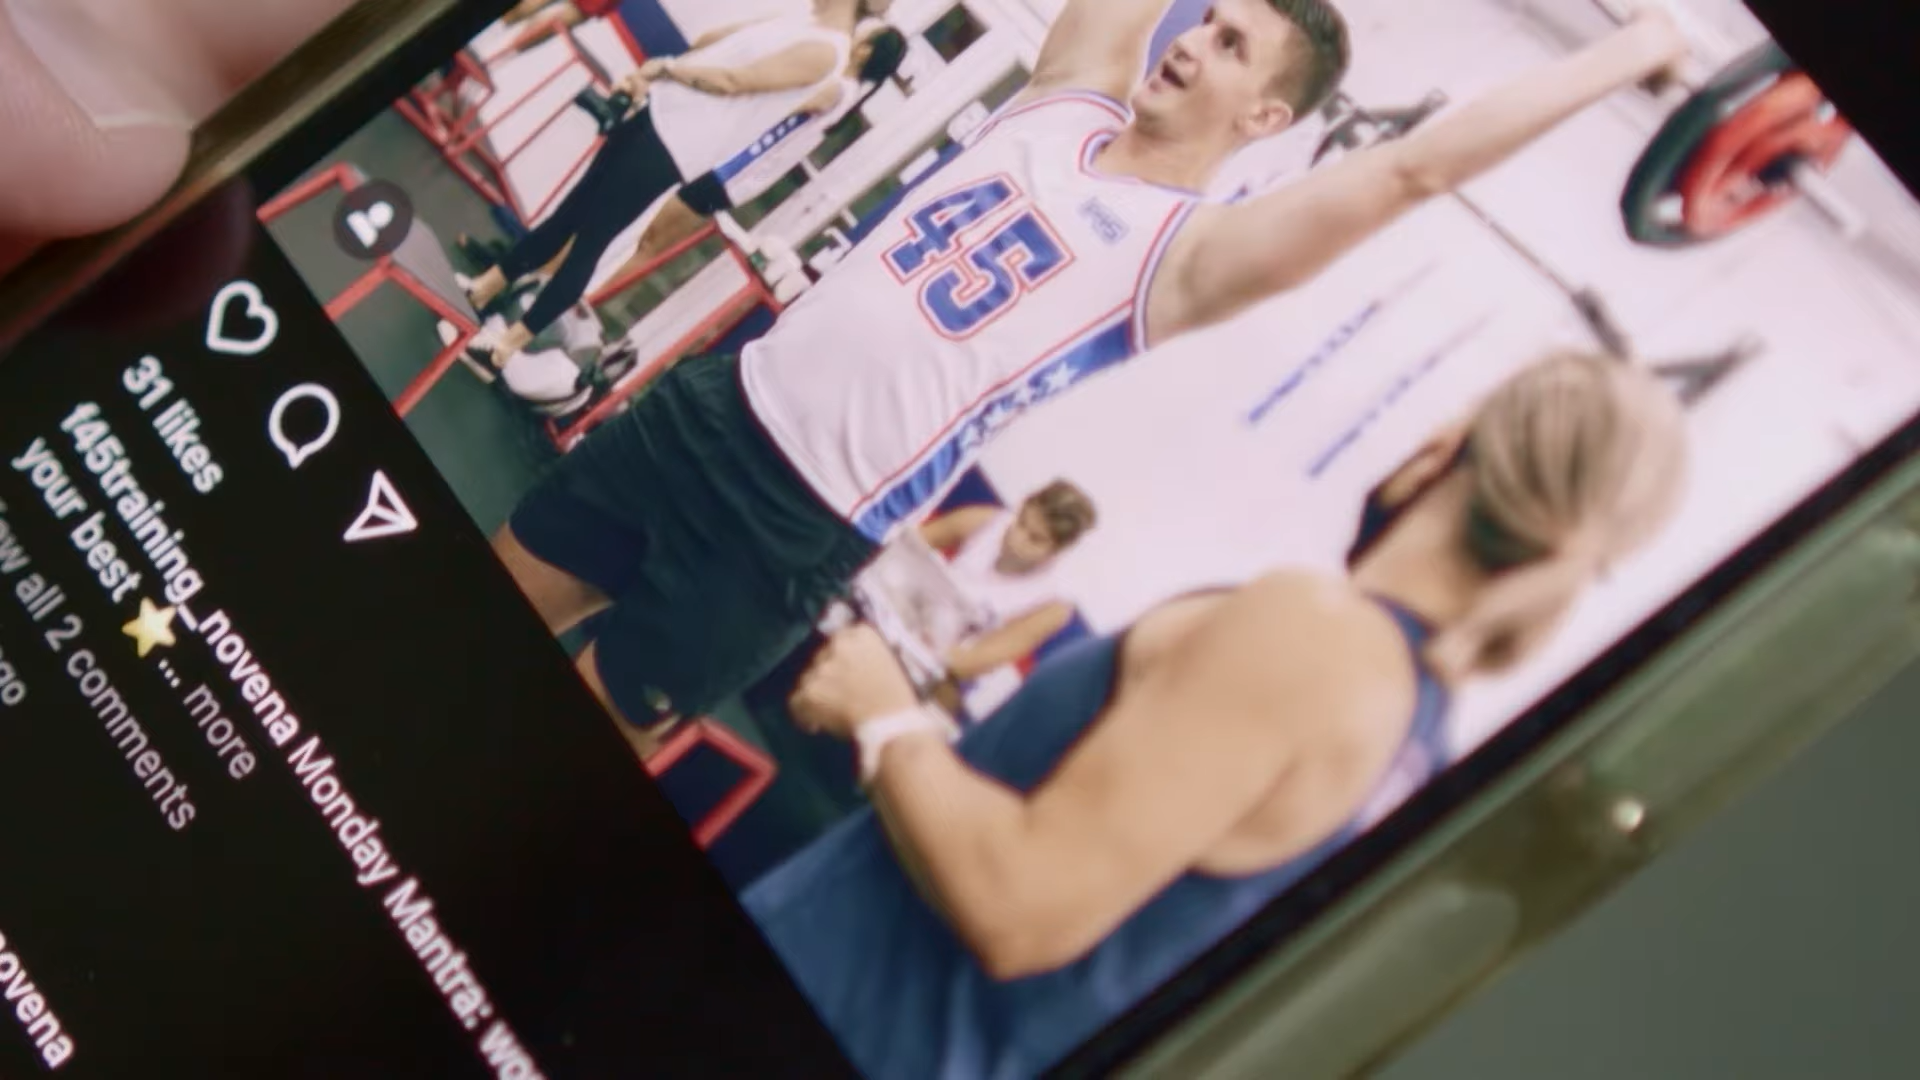 45
31 likes
f45training_novena Monday Mantra:
your best ⭐ ... more
all 2 comments